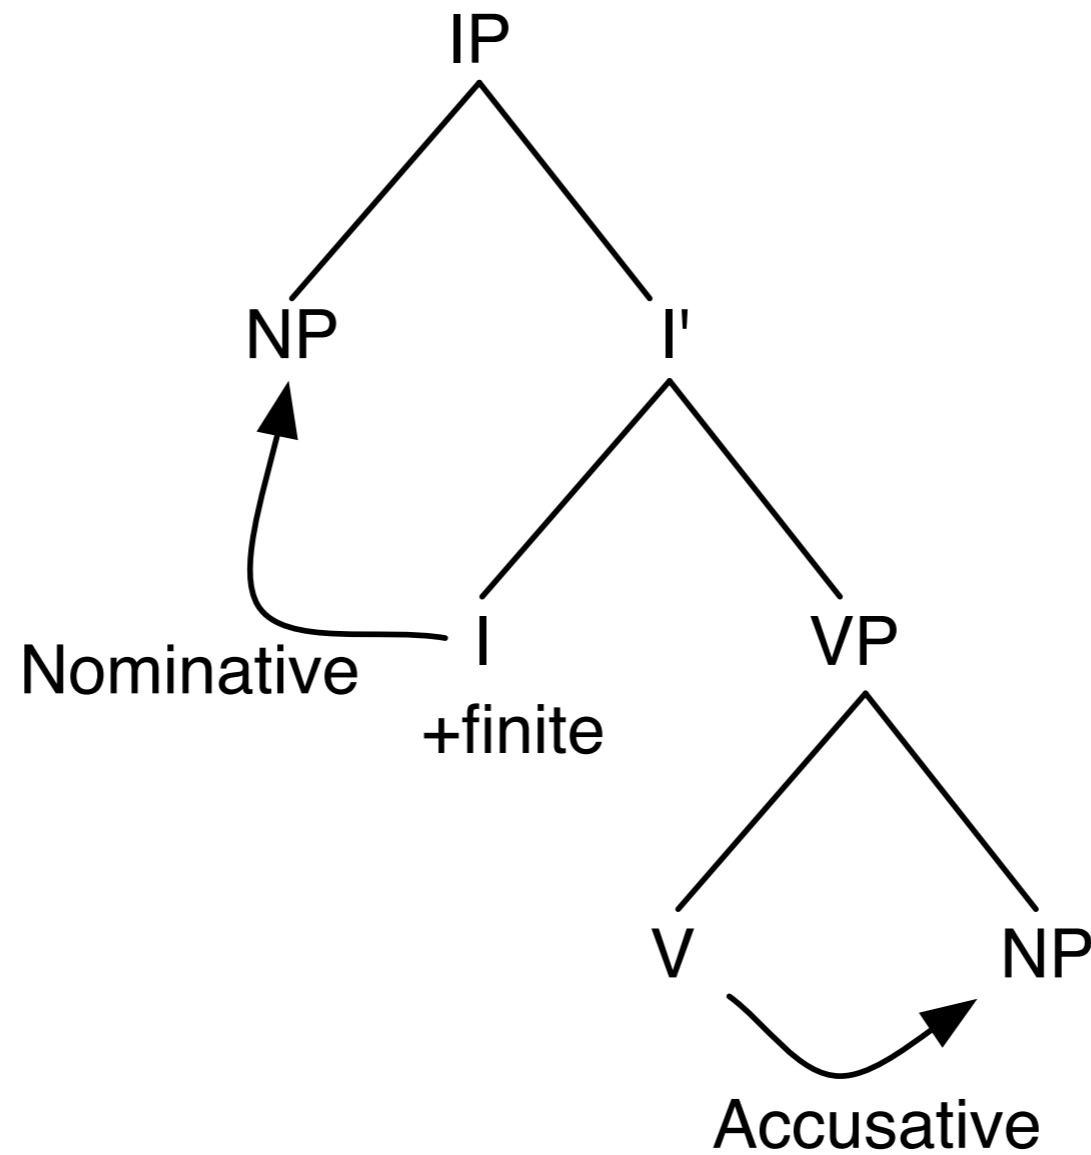 IP
NP I'
I VP
Nominative
+finite
V NP
Accusative